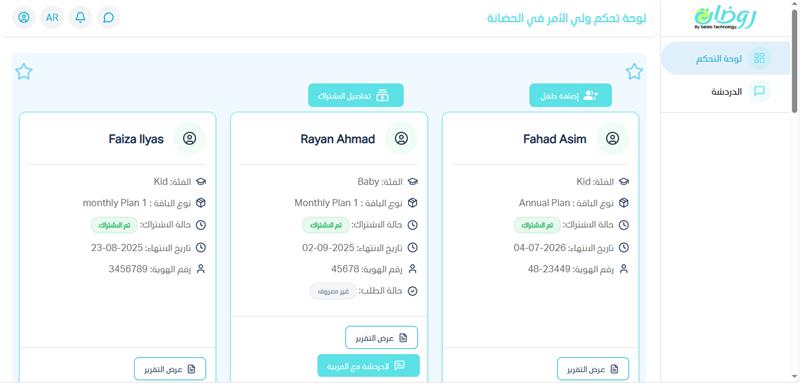 روضتي
By Salafa Technology
لوحة التحكم
الدردشة
لوحة تحكم ولي الأمر في الحضانة
AR
إضافة طفل
تفاصيل الاشتراك
Fahad Asim
الفئة: Kid
نوع الباقة : Annual Plan
حالة الاشتراك: تم الاشتراك
تاريخ الانتهاء: 04-07-2026
رقم الهوية: 23449-48
عرض التقرير
Rayan Ahmad
الفئة: Baby
نوع الباقة : Monthly Plan 1
حالة الاشتراك: تم الاشتراك
تاريخ الانتهاء: 02-09-2025
رقم الهوية: 45678
حالة الطلب: غير معروف
عرض التقرير
الدردشة مع المربية
Faiza Ilyas
الفئة: Kid
نوع الباقة : monthly Plan 1
حالة الاشتراك: تم الاشتراك
تاريخ الانتهاء: 23-08-2025
رقم الهوية: 3456789
عرض التقرير